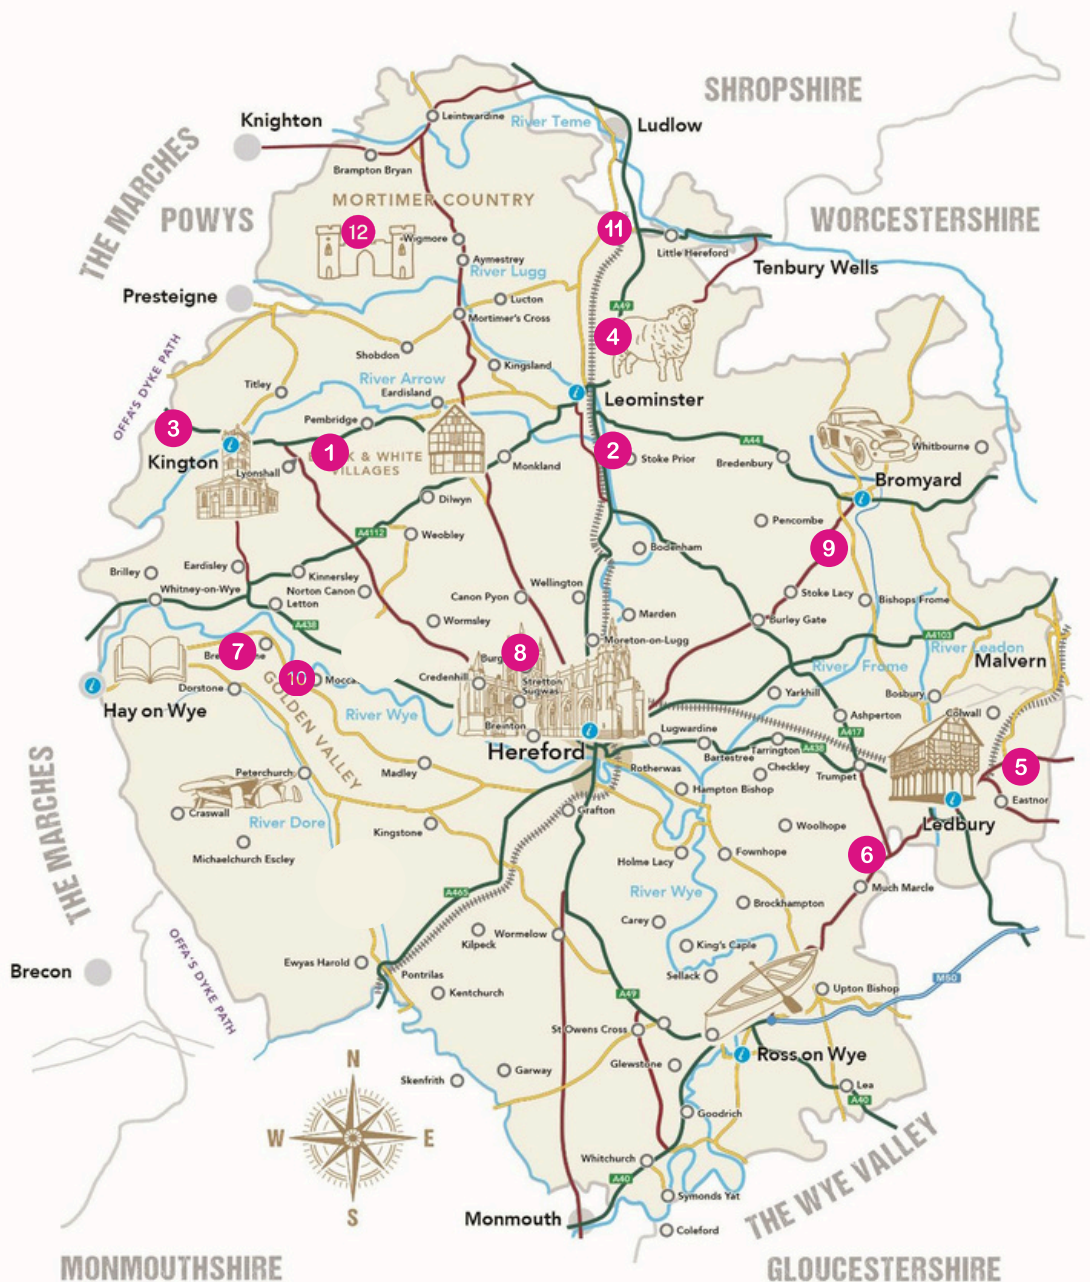 SHROPSHIRE
Knighton
Leintwardine
River Teme
Ludlow
Brampton Bryan
THE MARCHES
POWYS
MORTIMER COUNTRY
WORCESTERSHIRE
12
Wigmore
11
Little Hereford
Aymestrey
River Lugg
Tenbury Wells
Presteigne
Lucton
A49
Mortimer's Cross
4
OFFA'S DYKE PATH
Shobdon
Kingsland
River Arrow
Titley
Eardisland
Leominster
3
Pembridge
A44
Whitbourne
Kington
1
K & WHITE
VILLAGES
2
Stoke Prior
Bredenbury
Lyonshall
Monkland
Bromyard
Dilwyn
Pencombe
A4112
Weobley
9
Bodenham
Brilley
Eardisley
Kinnersley
Wellington
Whitney-on-Wye
Norton Canon
Canon Pyon
Stoke Lacy
Bishops Frome
Letton
Marden
A438
Wormsley
Burley Gate
A4103
Moreton-on-Lugg
River Leadon
7
8
Malvern
River Frome
10
Mocca
Credenhill
Stretton
Sugwas
Dorstone
GOLDEN VALLEY
Yarkhill
Bosbury
Hay on Wye
River Wye
Ashperton
Colwall
Breinton
Lugwardine
A417
Hereford
Tarrington
A438
Bartestree
5
Peterchurch
Madley
Rotherwas
Checkley
Trumpet
Hampton Bishop
Eastnor
Craswall
Grafton
River Dore
Kingstone
Woolhope
Ledbury
THE MARCHES
Michaelchurch Escley
Holme Lacy
Fownhope
6
A465
River Wye
Much Marcle
Brockhampton
Carey
Wormelow
Kilpeck
King's Caple
OFFA'S DYKE PATH
Ewyas Harold
Brecon
Pontrilas
Sellack
M50
Kentchurch
A49
Upton Bishop
St Owens Cross
Ross on Wye
N
Glewstone
Garway
Skenfrith
Lea
A40
Goodrich
W
E
THE WYE VALLEY
Whitchurch
A40
Symonds Yat
S
Monmouth
Coleford
MONMOUTHSHIRE
GLOUCESTERSHIRE